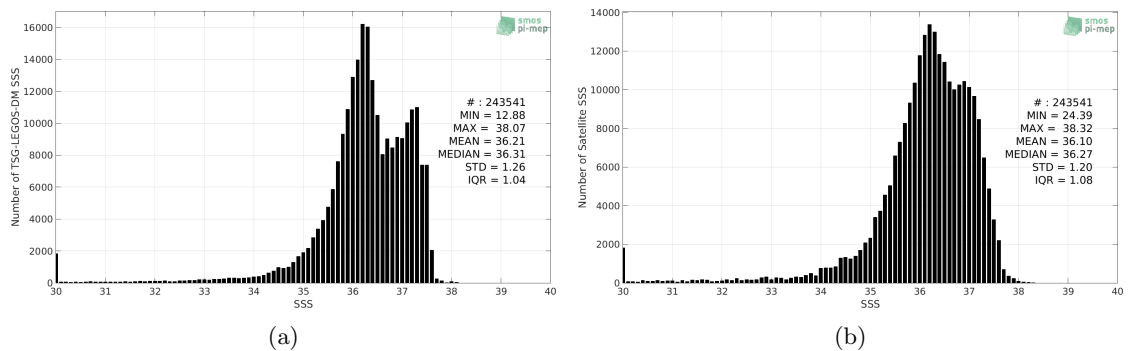 smos
pi-mep
Number of TSG-LEGOS-DM SSS
16000
14000
12000
10000
8000
6000
4000
2000
0
# : 243541
MIN = 12.88
MAX = 38.07
MEAN = 36.21
MEDIAN = 36.31
STD = 1.26
IQR = 1.04
30 31 32 33 34 35 36 37 38 39 40
SSS
(a)
smos
pi-mep
Number of Satellite SSS
14000
12000
10000
8000
6000
4000
2000
0
# : 243541
MIN = 24.39
MAX = 38.32
MEAN = 36.10
MEDIAN = 36.27
STD = 1.20
IQR = 1.08
30 31 32 33 34 35 36 37 38 39 40
SSS
(b)